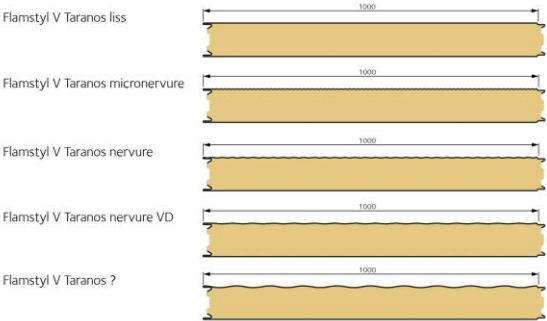 Flamstyl V Taranos liss
1000
Flamstyl V Taranos micronervure
1000
Flamstyl V Taranos nervure
1000
Flamstyl V Taranos nervure VD
1000
Flamstyl V Taranos ?
1000